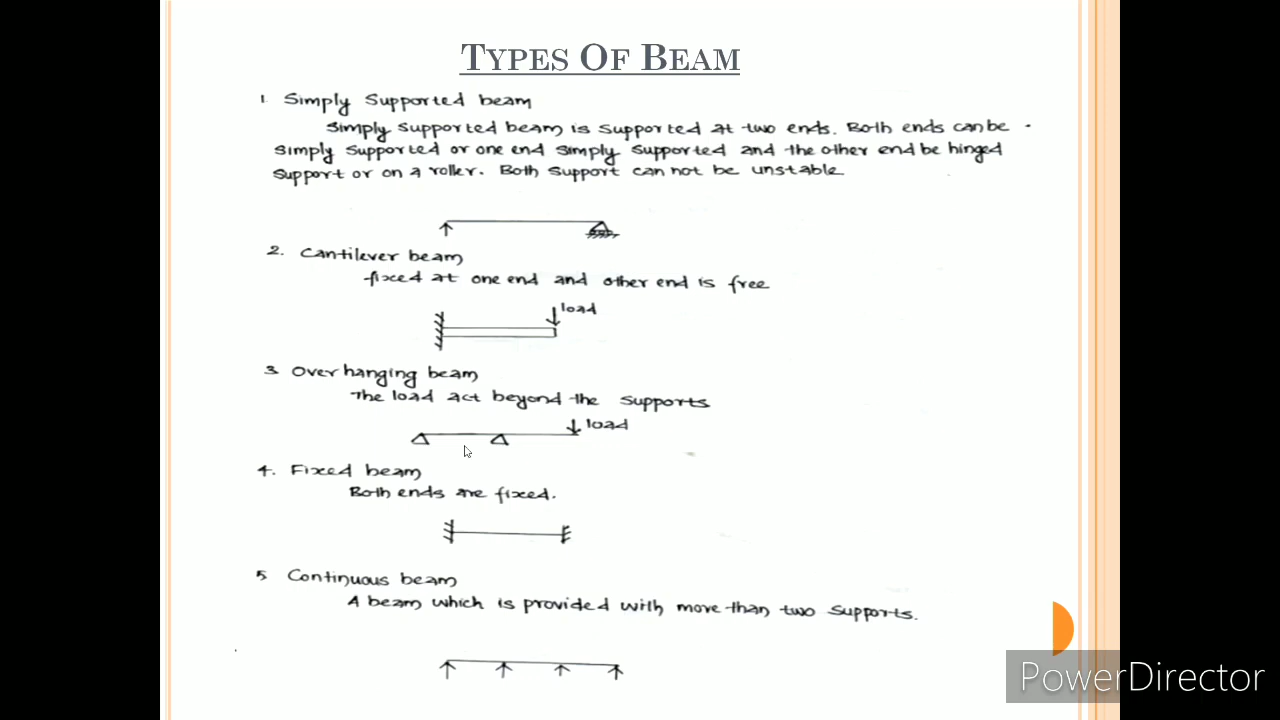 TYPES OF BEAM
1. Simply Supported beam
Simply supported beam is supported at two ends. Both ends can be
simply supported or one end simply supported and the other end be hinged
support or on a roller. Both support can not be unstable
2. Cantilever beam
fixed at one end and other end is free
load
3 Over hanging beam
The load act beyond the supports
load
4. Fixed beam
Both ends are fixed.
5 Continuous beam
A beam which is provided with more than two supports.
PowerDirector